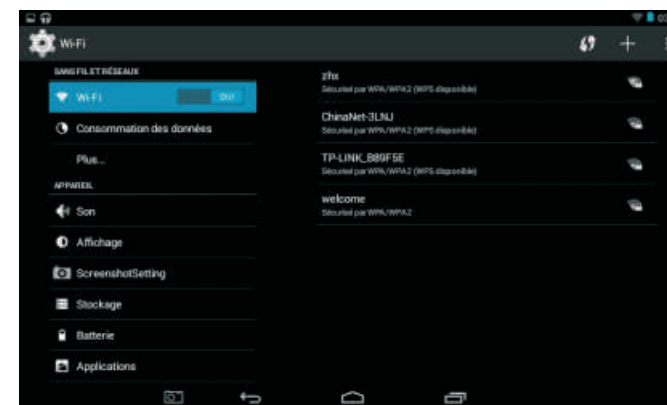 Wi-Fi
SANS FIL ET RÉSEAUX
Wi-Fi
OUI
Consommation des données
Plus...
APPAREIL
Son
Affichage
ScreenshotSetting
Stockage
Batterie
Applications
zhx
Sécurisé par WPA/WPA2 (WPS disponible)
ChinaNet-3LNJ
Sécurisé par WPA/WPA2 (WPS disponible)
TP-LINK_B89F5E
Sécurisé par WPA/WPA2 (WPS disponible)
welcome
Sécurisé par WPA/WPA2